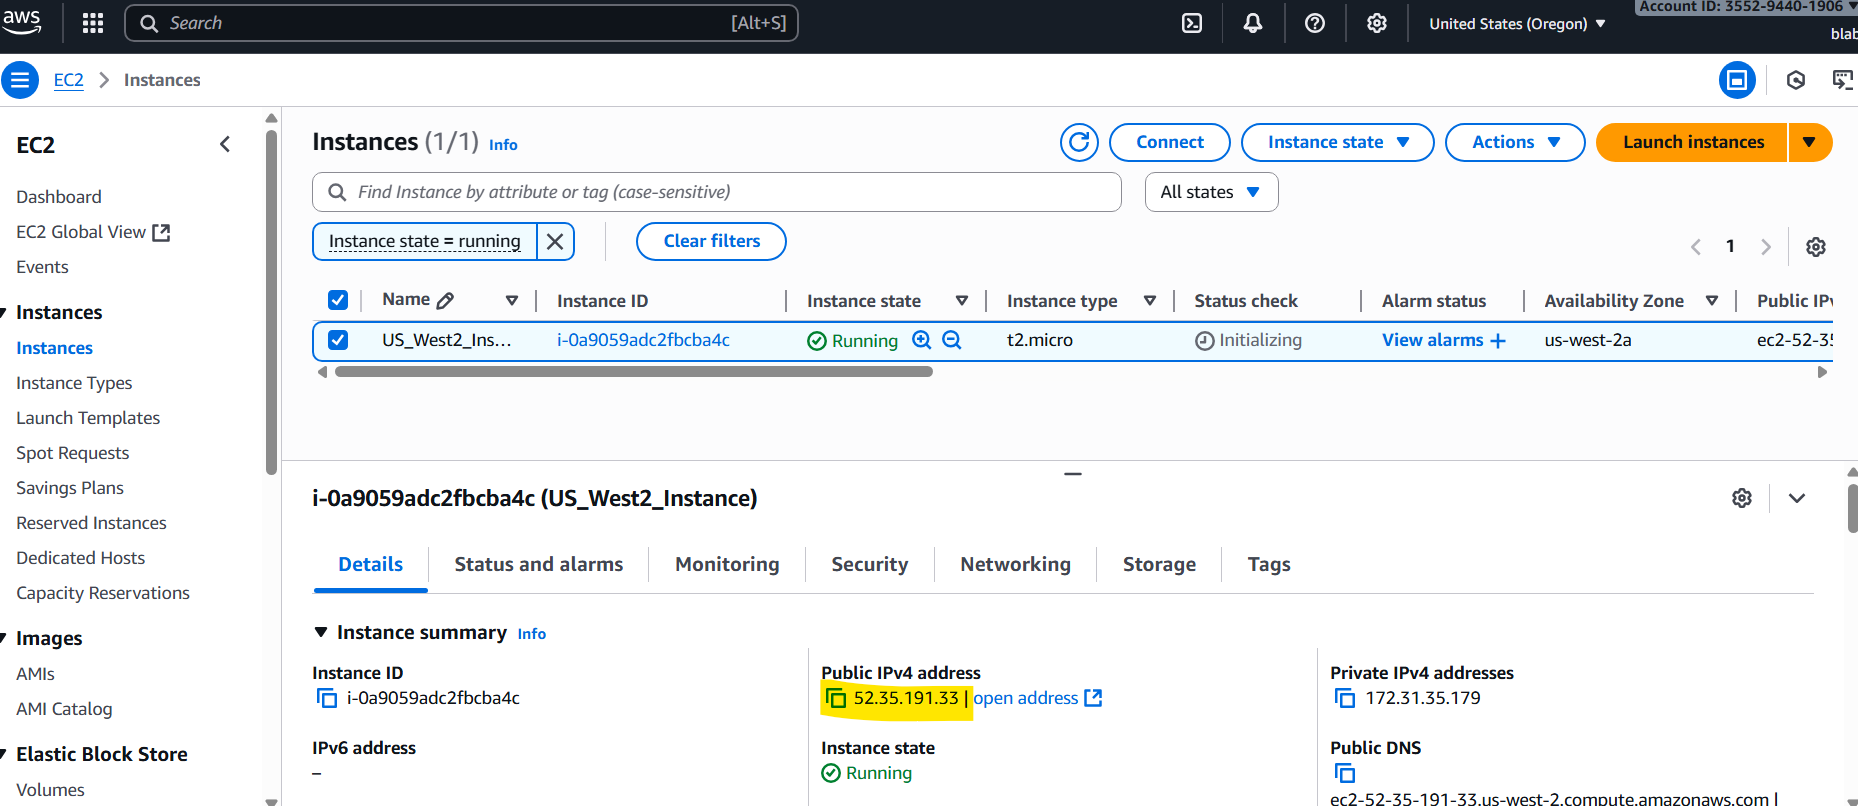 aws
Search [Alt+S]
United States (Oregon)
Account ID: 3552-9440-1906
EC2 Instances
EC2
Dashboard
EC2 Global View
Events
Instances
Instances
Instance Types
Launch Templates
Spot Requests
Savings Plans
Reserved Instances
Dedicated Hosts
Capacity Reservations
Images
AMIs
AMI Catalog
Elastic Block Store
Volumes
Instances (1/1) Info
Connect
Instance state
Actions
Launch instances
Find Instance by attribute or tag (case-sensitive)
All states
Instance state = running
Clear filters
1
Name Instance ID Instance state Instance type Status check Alarm status Availability Zone Public IPv
US_West2_Ins... i-0a9059adc2fbcba4c Running t2.micro Initializing View alarms + us-west-2a ec2-52-35
i-0a9059adc2fbcba4c (US_West2_Instance)
Details Status and alarms Monitoring Security Networking Storage Tags
Instance summary Info
Instance ID
i-0a9059adc2fbcba4c
Public IPv4 address
52.35.191.33 | open address
Private IPv4 addresses
172.31.35.179
IPv6 address
–
Instance state
Running
Public DNS
ec2-52-35-191-33.us-west-2.compute.amazonaws.com |